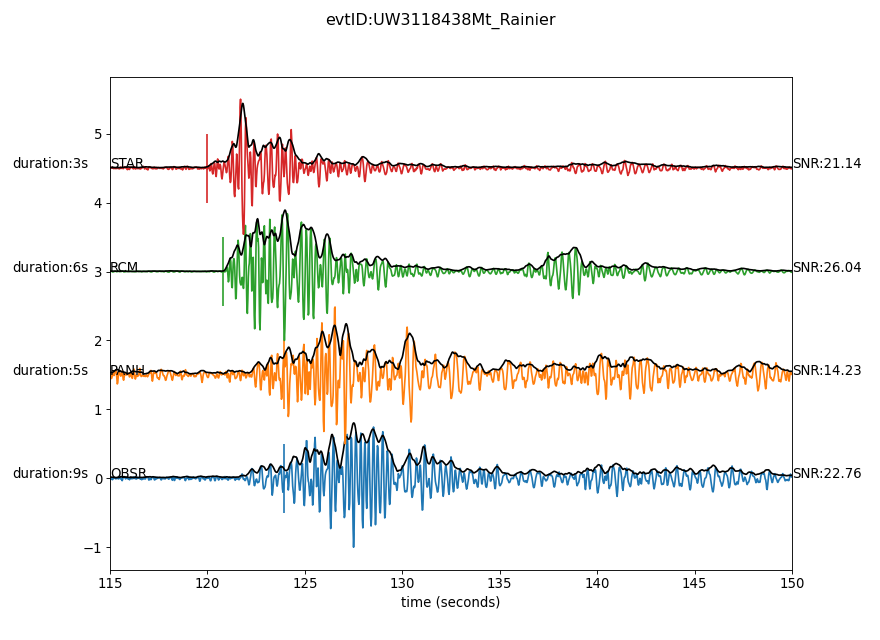 evtID:UW3118438Mt_Rainier
5
duration:3s STAR SNR:21.14
4
duration:6s RCM SNR:26.04
3
2
duration:5s PANH SNR:14.23
1
duration:9s OBSR SNR:22.76
0
−1
115 120 125 130 135 140 145 150
time (seconds)